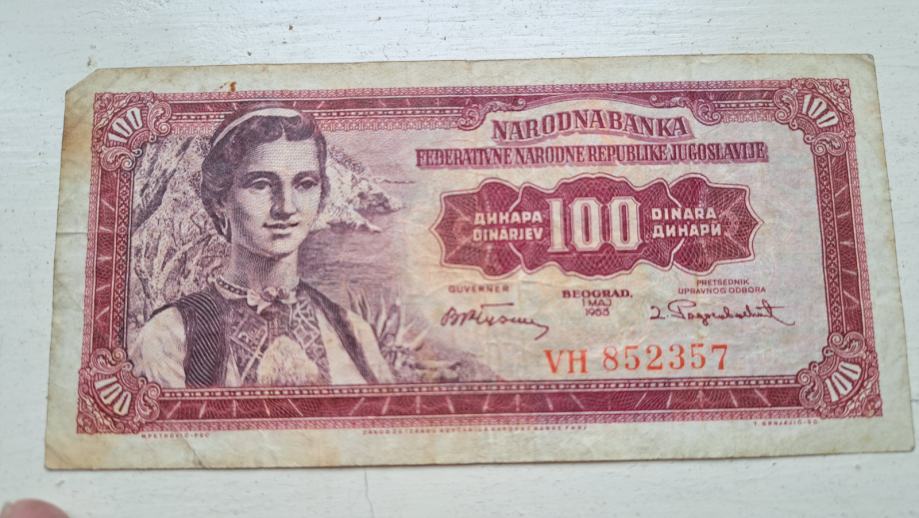 100 100
NARODNA BANKA
FEDERATIVNE NARODNE REPUBLIKE JUGOSLAVIJE
ДИНАРА 100 DINARA
DINARJEV ДИНАРИ
GUVERNER
BEOGRAD,
1 MAJ
1955
PRETSEDNIK
UPRAVNOG ODBORA
VH 852357
100 100